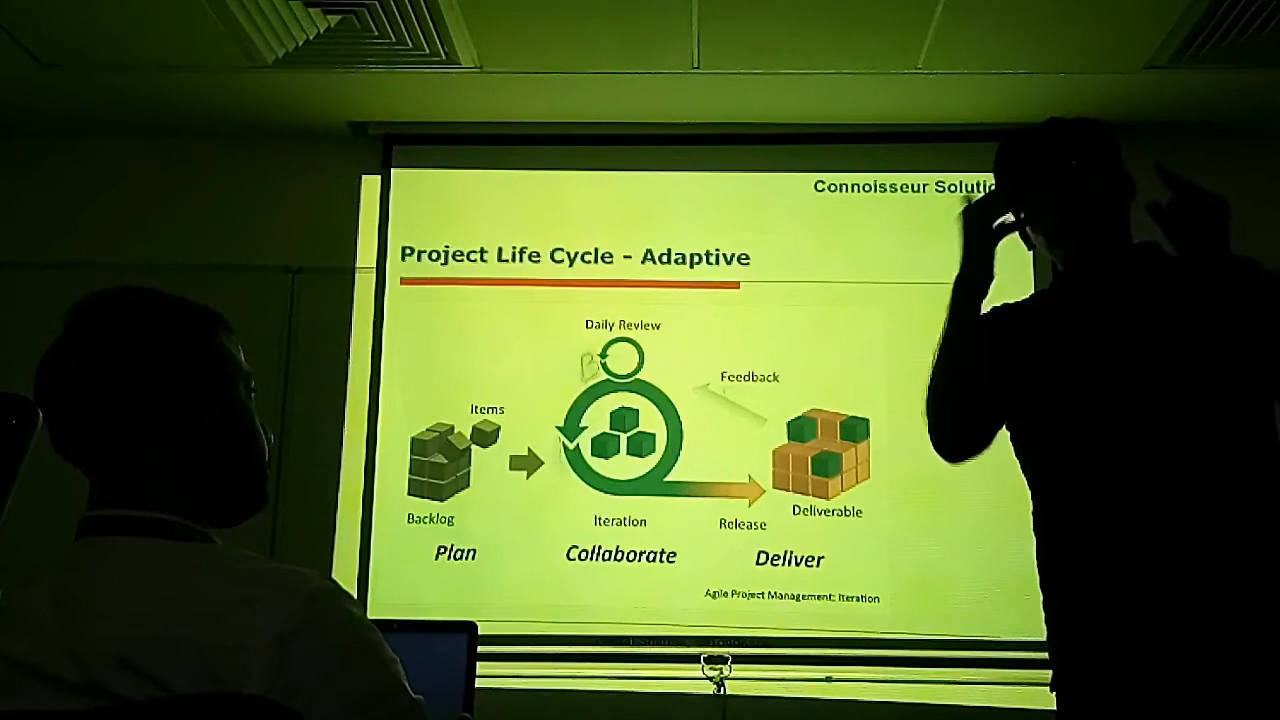 Connoisseur Solutio
Project Life Cycle - Adaptive
Daily Review
B
Feedback
Items
Backlog
Iteration
Release
Deliverable
Plan
Collaborate
Deliver
Agile Project Management: Iteration